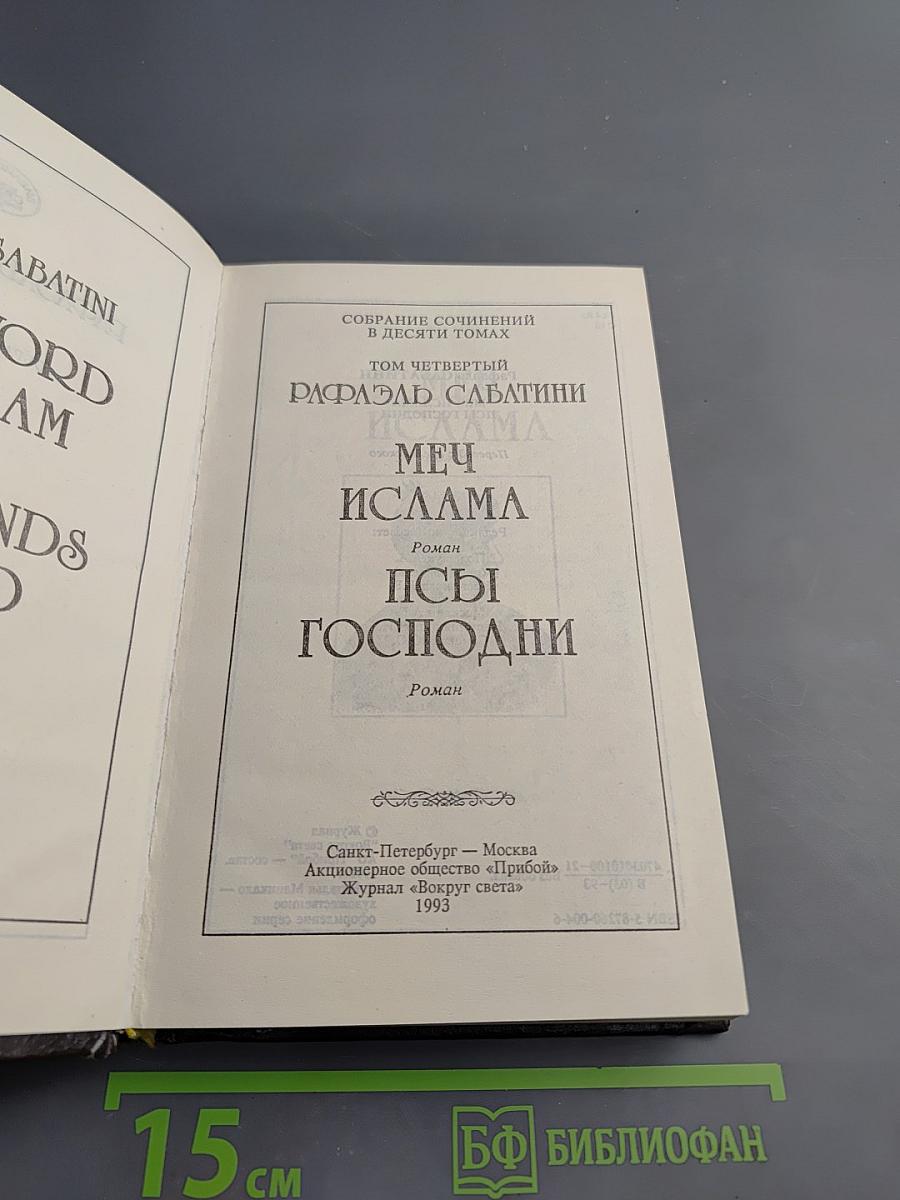 SABATINI
WORD
AM
NDS
D
СОБРАНИЕ СОЧИНЕНИЙ
В ДЕСЯТИ ТОМАХ
ТОМ ЧЕТВЕРТЫЙ
РАФАЭЛЬ САБАТИНИ
МЕЧ
ИСЛАМА
Роман
ПСЫ
ГОСПОДНИ
Роман
Санкт-Петербург — Москва
Акционерное общество «Прибой»
Журнал «Вокруг света»
1993
15 СМ
БФ БИБЛИОФАН